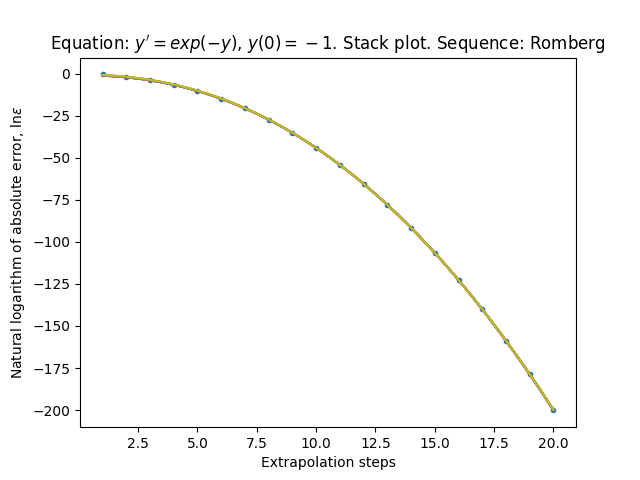 Equation: y′ = exp(−y), y(0) = −1. Stack plot. Sequence: Romberg
Natural logarithm of absolute error, lnε
0
−25
−50
−75
−100
−125
−150
−175
−200
2.5 5.0 7.5 10.0 12.5 15.0 17.5 20.0
Extrapolation steps